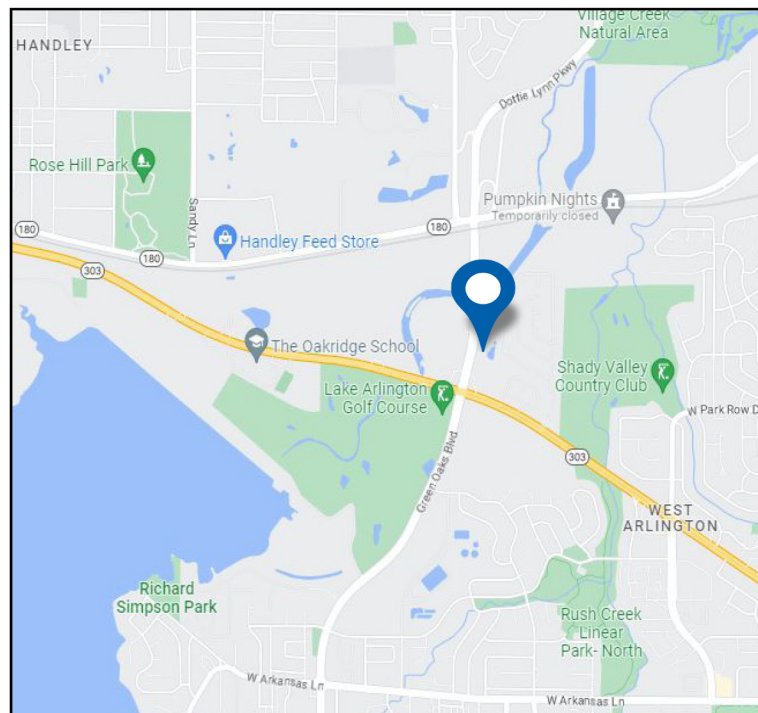 Village Creek
Natural Area
HANDLEY
Dottie Lynn Pkwy
Rose Hill Park
Pumpkin Nights
Temporarily closed
Sandy Ln
180
180
180
Handley Feed Store
303
The Oakridge School
Lake Arlington
Golf Course
Shady Valley
Country Club
W Park Row D
Green Oaks Blvd
303
WEST
ARLINGTON
Richard
Simpson Park
Rush Creek
Linear
Park- North
W Arkansas Ln
W Arkansas Ln